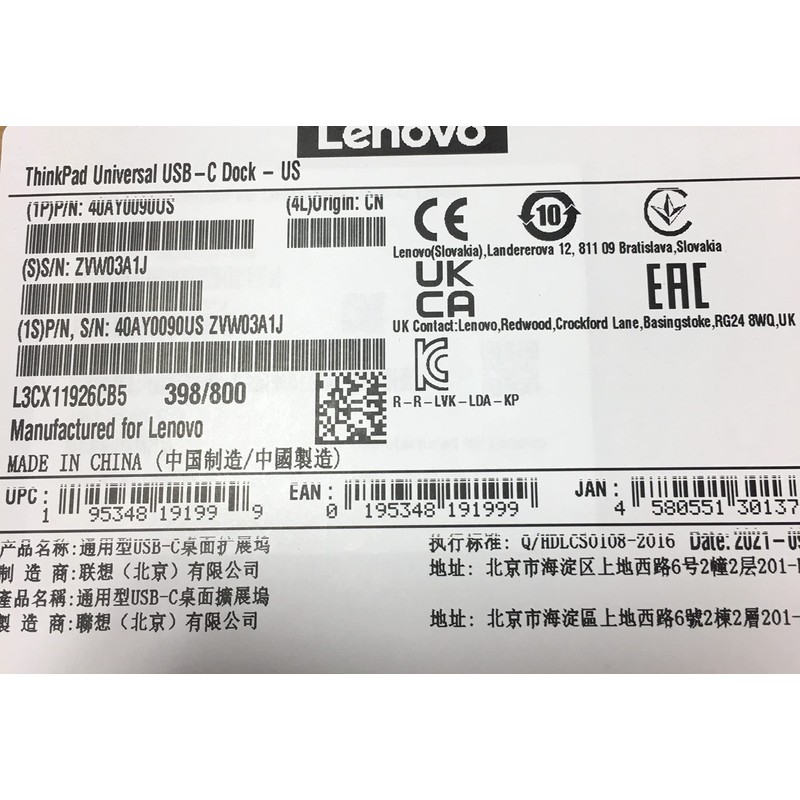 Lenovo
ThinkPad Universal USB-C Dock - US
(1P)P/N: 40AY0090US
(4L)Origin: CN
CE
10
Lenovo(Slovakia),Landererova 12, 811 09 Bratislava,Slovakia
(S)S/N: ZVW03A1J
UK
CA
EAC
(1S)P/N, S/N: 40AY0090US ZVW03A1J
UK Contact:Lenovo,Redwood,Crockford Lane,Basingstoke,RG24 8WQ,UK
R-R-LVK-LDA-KP
L3CX11926CB5 398/800
Manufactured for Lenovo
MADE IN CHINA (中国制造/中國製造)
UPC: 1 95348 19199 9
EAN: 0 195348 191999
JAN: 4 580551 30137
产品名称:通用型USB-C桌面扩展坞
执行标准: Q/HDLCS0108-2016 Date: 2021-0
制 造 商:联想（北京）有限公司
地址: 北京市海淀区上地西路6号2幢2层201-
產品名稱:通用型USB-C桌面擴展塢
製 造 商:聯想（北京）有限公司
地址: 北京市海淀區上地西路6號2棟2層201-